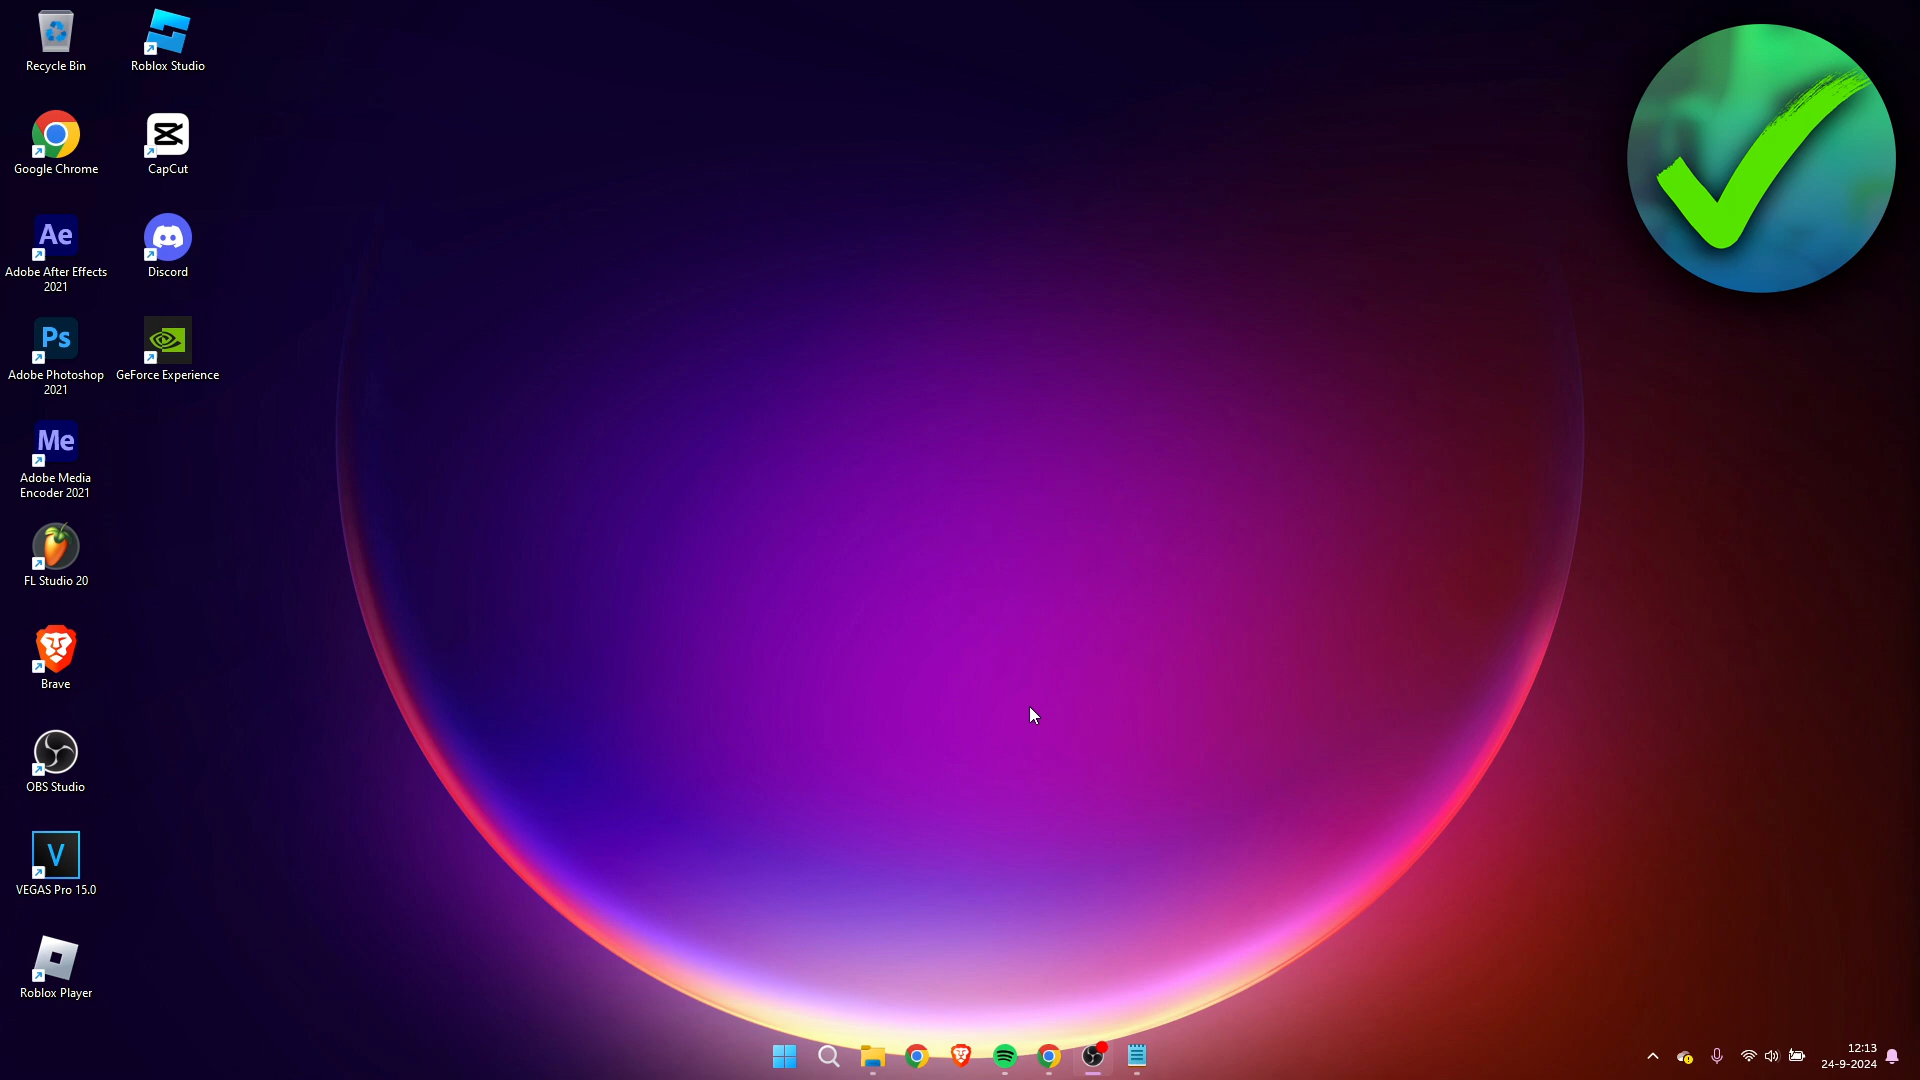 Recycle Bin
Roblox Studio
Google Chrome
CapCut
Ae
Adobe After Effects
2021
Discord
Ps
Adobe Photoshop
2021
GeForce Experience
Me
Adobe Media
Encoder 2021
FL Studio 20
Brave
OBS Studio
V
VEGAS Pro 15.0
Roblox Player
12:13
24-9-2024